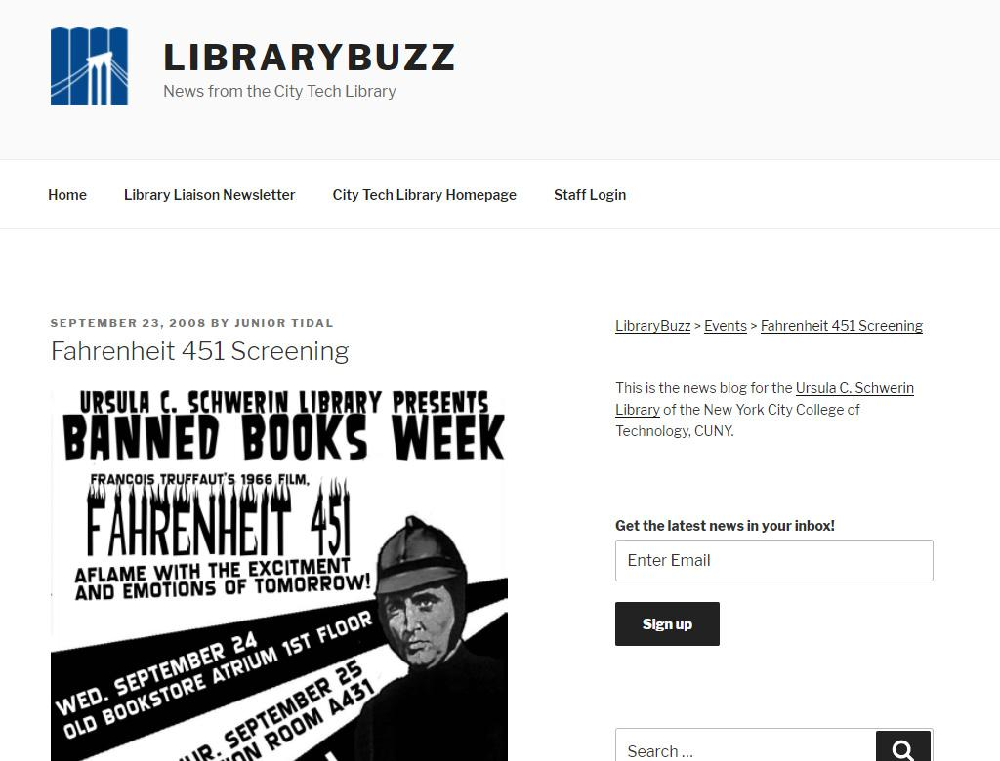 LIBRARYBUZZ
News from the City Tech Library
Home
Library Liaison Newsletter
City Tech Library Homepage
Staff Login
SEPTEMBER 23, 2008 BY JUNIOR TIDAL
Fahrenheit 451 Screening
URSULA C. SCHWERIN LIBRARY PRESENTS
BANNED BOOKS WEEK
FRANCOIS TRUFFAUT'S 1966 FILM,
FAHRENHEIT 451
AFLAME WITH THE EXCITMENT
AND EMOTIONS OF TOMORROW!
WED. SEPTEMBER 24
OLD BOOKSTORE ATRIUM 1ST FLOOR
SEPTEMBER 25
ROOM A431
LibraryBuzz > Events > Fahrenheit 451 Screening
This is the news blog for the Ursula C. Schwerin
Library of the New York City College of
Technology, CUNY.
Get the latest news in your inbox!
Enter Email
Sign up
Search ...